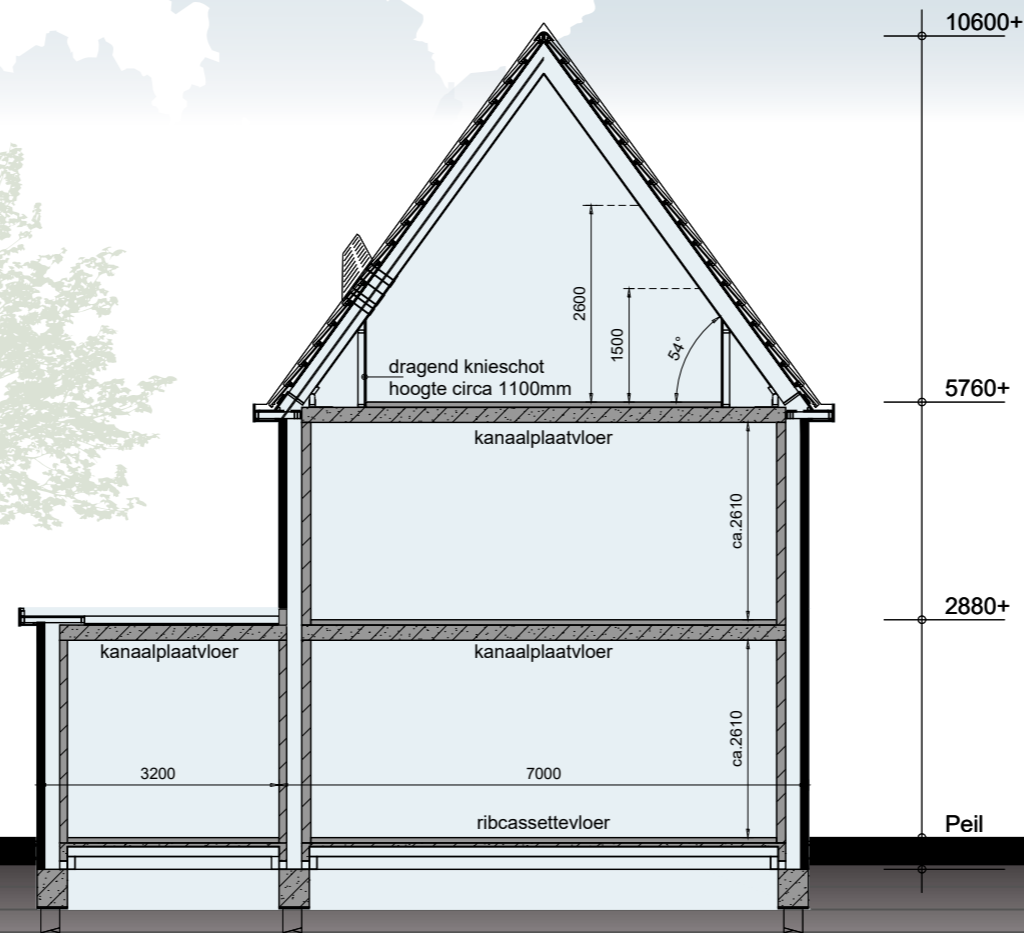 10600+
2600
1500
54°
dragend knieschot
hoogte circa 1100mm
5760+
kanaalplaatvloer
ca.2610
2880+
kanaalplaatvloer
kanaalplaatvloer
ca.2610
3200
7000
ribcassettevloer
Peil